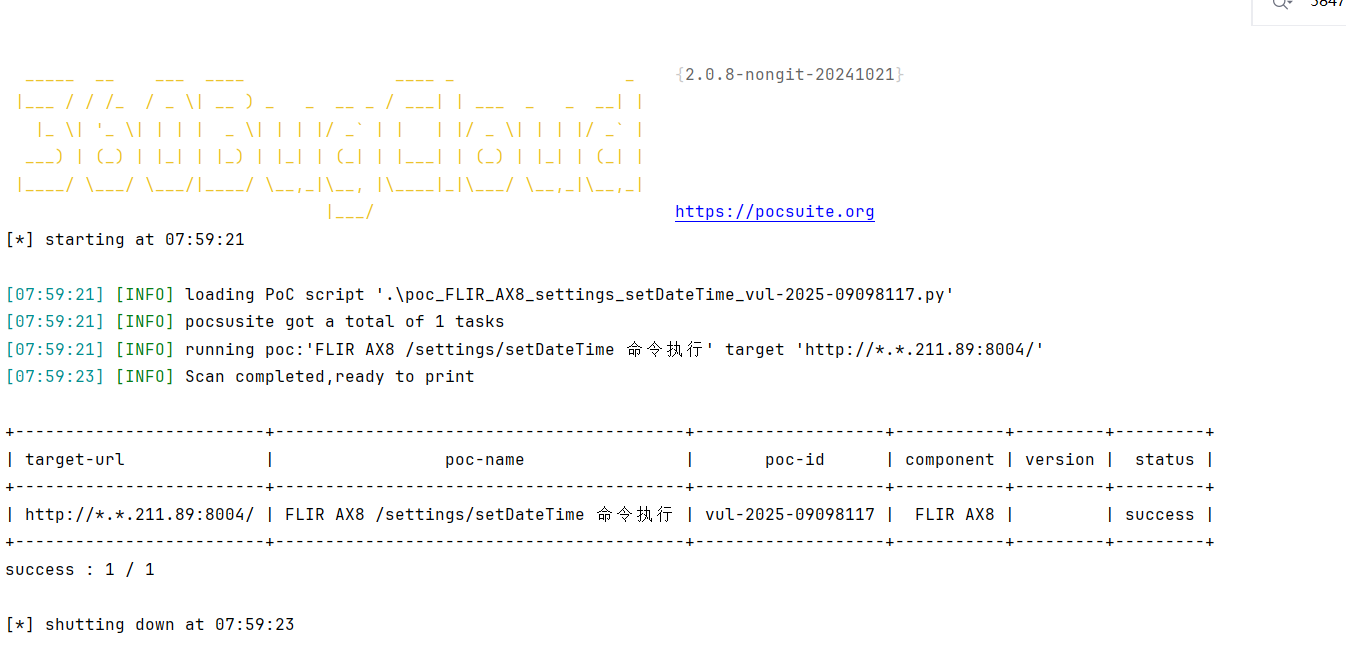 5847
360BugCloud
{2.0.8-nongit-20241021}
https://pocsuite.org
[*] starting at 07:59:21
[07:59:21] [INFO] loading PoC script '.\poc_FLIR_AX8_settings_setDateTime_vul-2025-09098117.py'
[07:59:21] [INFO] pocsusite got a total of 1 tasks
[07:59:21] [INFO] running poc:'FLIR AX8 /settings/setDateTime 命令执行' target 'http://*.*.211.89:8004/'
[07:59:23] [INFO] Scan completed,ready to print
| target-url | poc-name | poc-id | component | version | status |
| http://*.*.211.89:8004/ | FLIR AX8 /settings/setDateTime 命令执行 | vul-2025-09098117 | FLIR AX8 | | success |
success : 1 / 1
[*] shutting down at 07:59:23